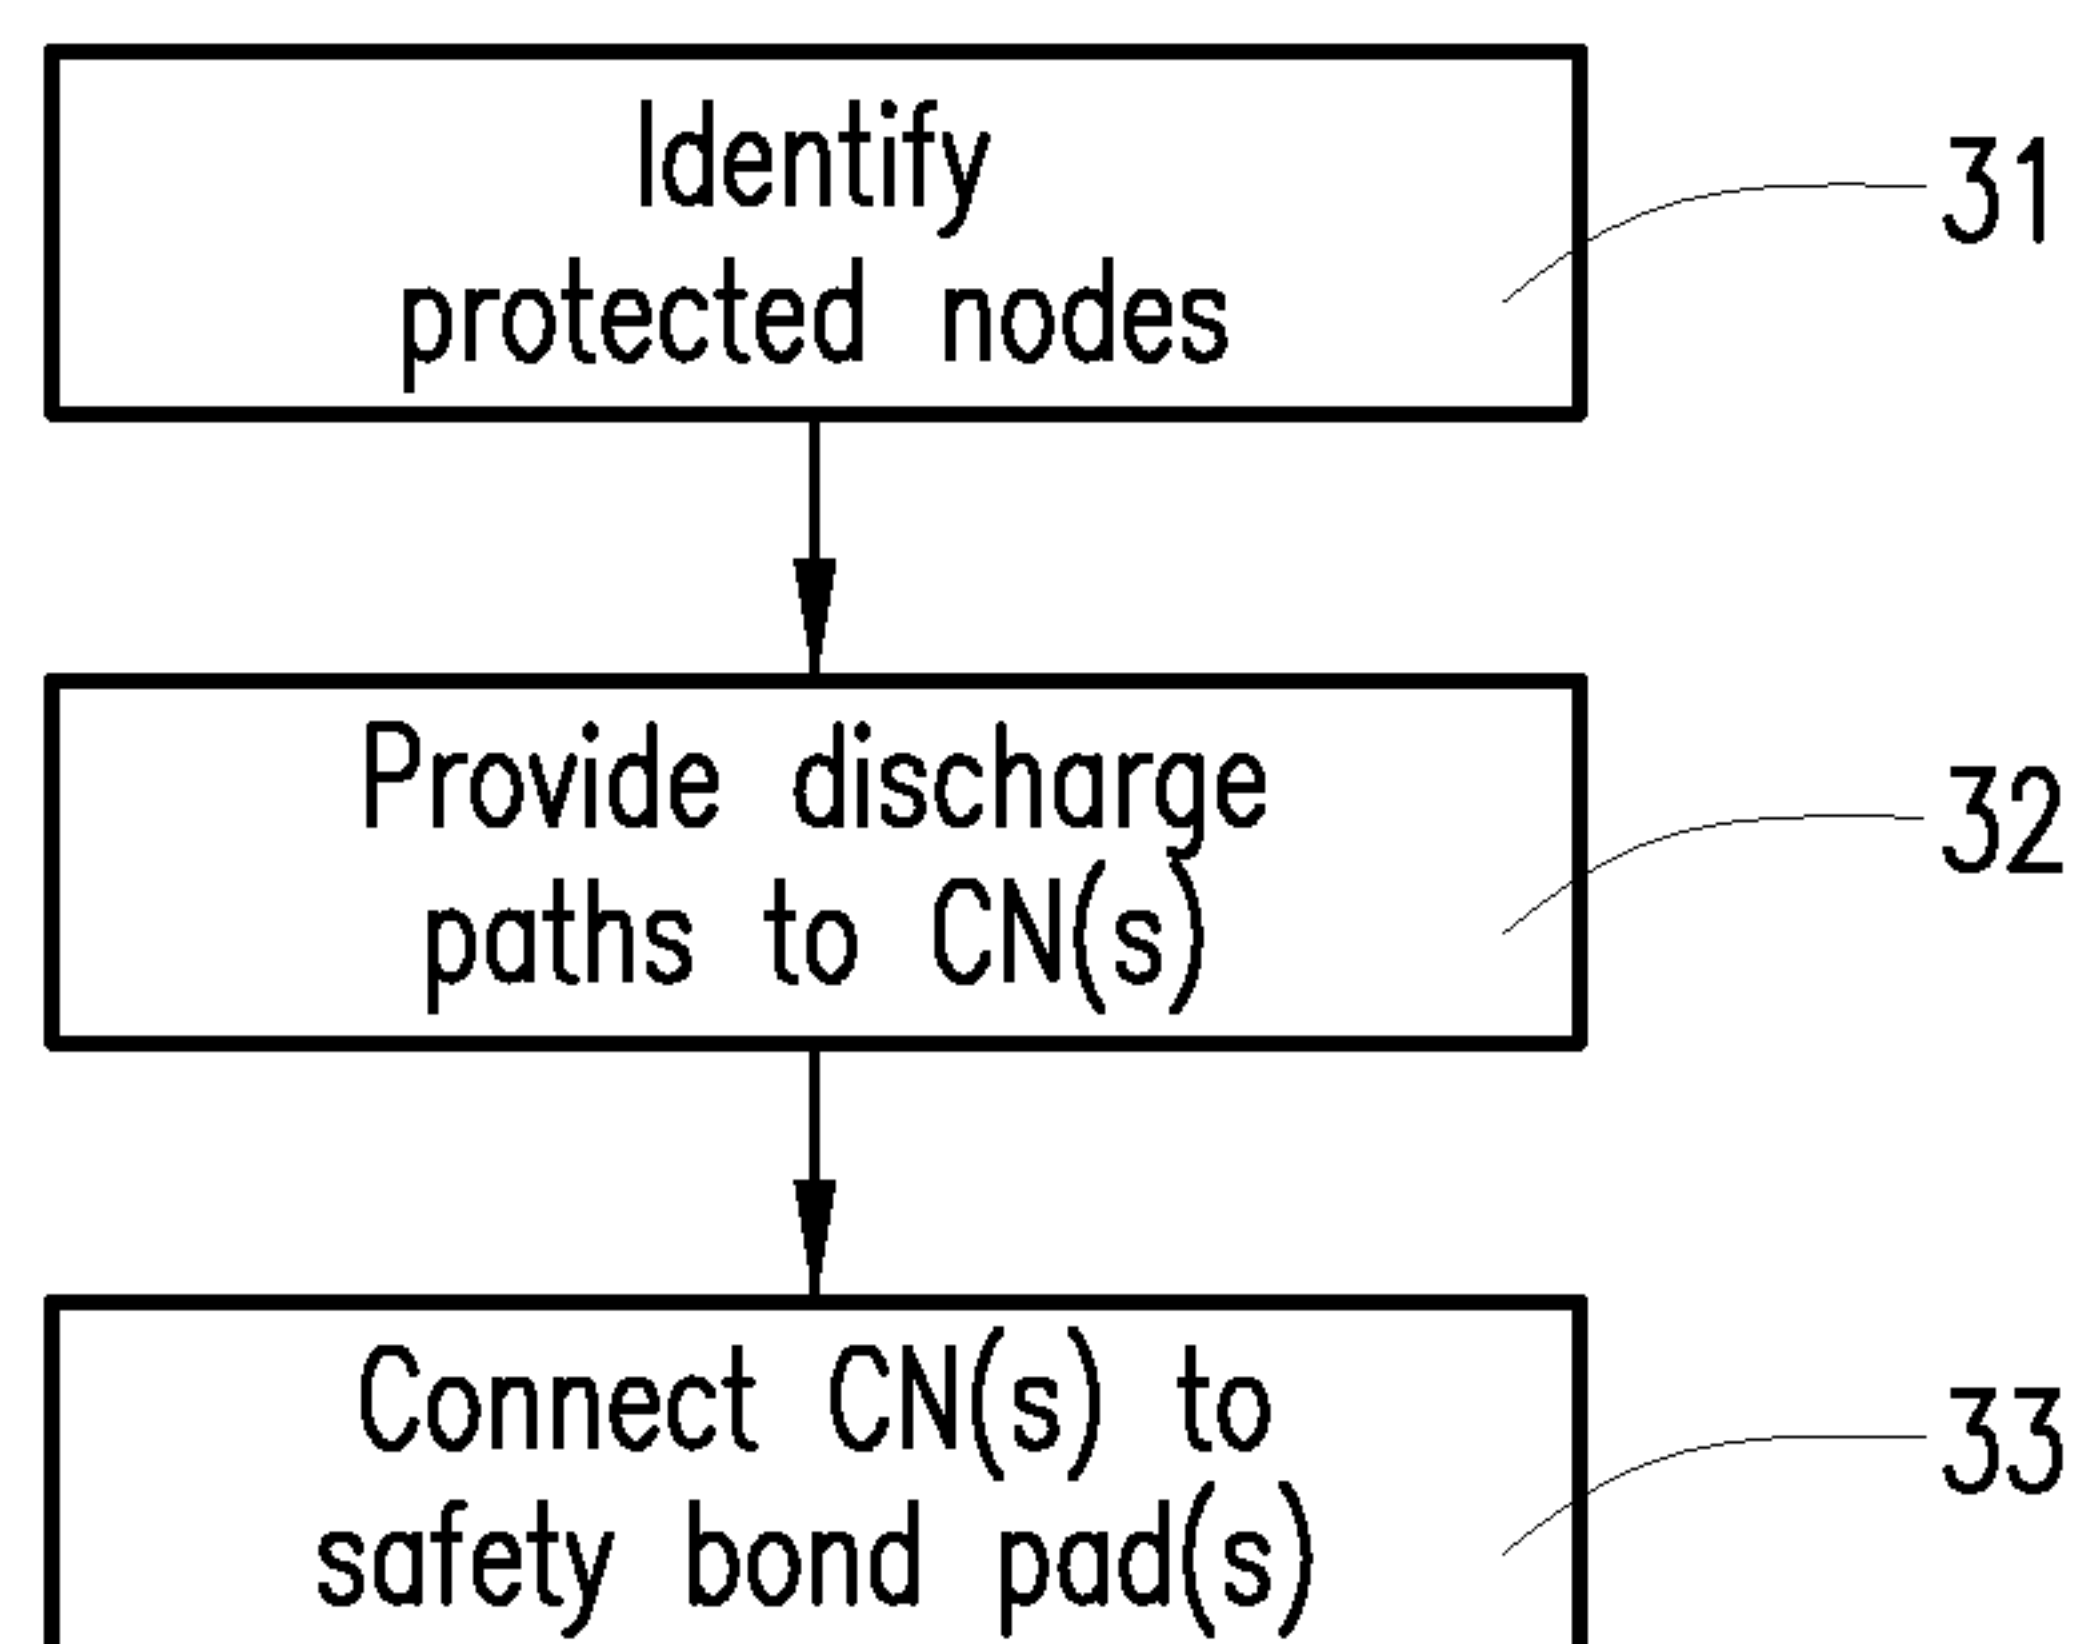 Identify
protected nodes
31
Provide discharge
paths to CN(s)
32
Connect CN(s) to
safety bond pad(s)
33